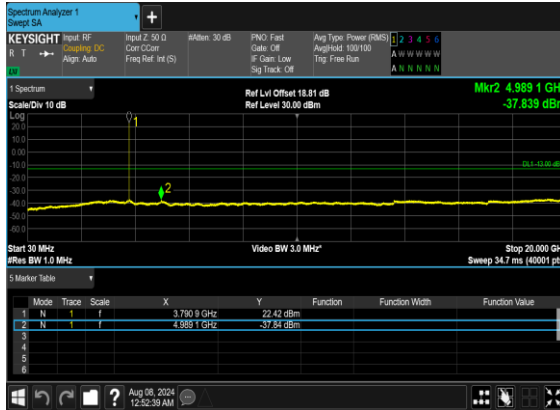 Spectrum Analyzer 1
Swept SA
+
KEYSIGHT
R T
LXI
Input: RF
Coupling: DC
Align: Auto
Input Z: 50 Ω
Corr CCorr
Freq Ref: Int (S)
#Atten: 30 dB
PNO: Fast
Gate: Off
IF Gain: Low
Sig Track: Off
Avg Type: Power (RMS)
Avg|Hold: 100/100
Trig: Free Run
1 2 3 4 5 6
A W W W W W
A N N N N N
1 Spectrum
Scale/Div 10 dB
Ref Lvl Offset 18.81 dB
Ref Level 30.00 dBm
Mkr2 4.989 1 GH
-37.839 dBr
Log
20.0
10.0
0.00
-10.0
-20.0
-30.0
-40.0
-50.0
-60.0
1
2
DL1 -13.00 dB
Start 30 MHz
#Res BW 1.0 MHz
Video BW 3.0 MHz*
Stop 20.000 GH
Sweep 34.7 ms (40001 pt
5 Marker Table
Mode Trace Scale X Y Function Function Width Function Value
1 N 1 f 3.790 9 GHz 22.42 dBm
2 N 1 f 4.989 1 GHz -37.84 dBm
3
4
5
6
?
Aug 08, 2024
12:52:39 AM